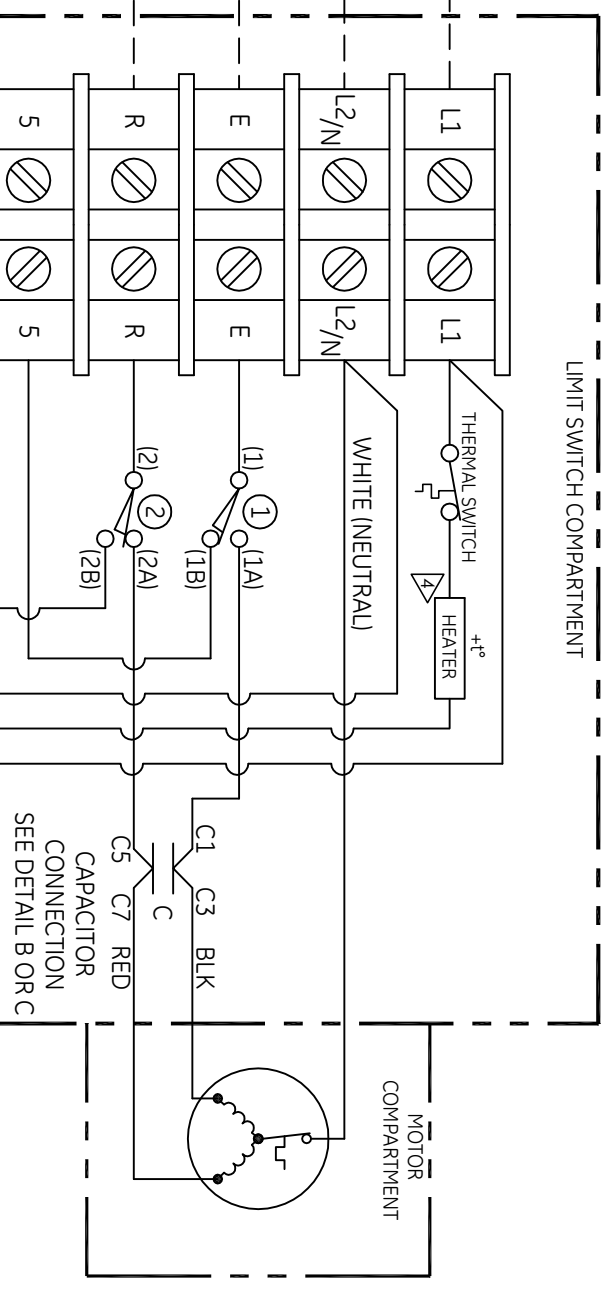 LIMIT SWITCH COMPARTMENT
L1
L1
THERMAL SWITCH
4
HEATER
+t°
L2/N
L2/N
WHITE (NEUTRAL)
E
E
(1)
1
(1A)
(1B)
R
R
(2)
2
(2A)
(2B)
5
5
C1 C3 BLK
C
C5 C7 RED
CAPACITOR
CONNECTION
SEE DETAIL B OR C
MOTOR
COMPARTMENT